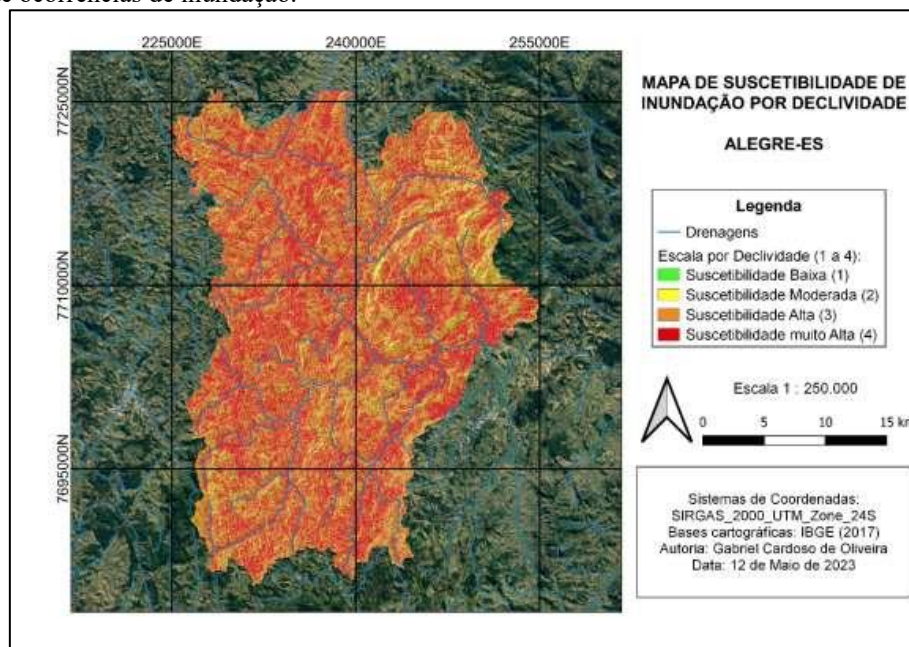 de ocorrências de inundação.
225000E 240000E 255000E
7725000N
7710000N
7695000N
MAPA DE SUSCETIBILIDADE DE
INUNDAÇÃO POR DECLIVIDADE
ALEGRE-ES
Legenda
Drenagens
Escala por Declividade (1 a 4):
Suscetibilidade Baixa (1)
Suscetibilidade Moderada (2)
Suscetibilidade Alta (3)
Suscetibilidade muito Alta (4)
Escala 1 : 250.000
0 5 10 15 km
Sistemas de Coordenadas:
SIRGAS_2000_UTM_Zone_24S
Bases cartográficas: IBGE (2017)
Autoria: Gabriel Cardoso de Oliveira
Data: 12 de Maio de 2023